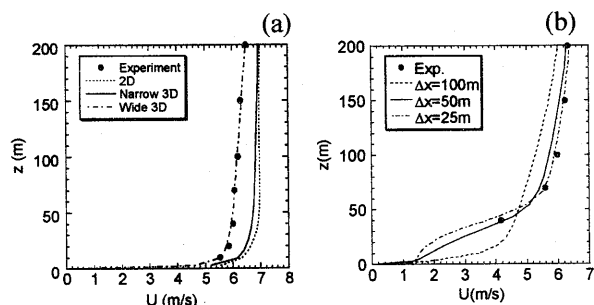 (a)
200
150
100
50
0
z (m)
Experiment
2D
Narrow 3D
Wide 3D
0 1 2 3 4 5 6 7 8
U (m/s)
(b)
200
150
100
50
0
z(m)
Exp.
Δx=100m
Δx=50m
Δx=25m
0 1 2 3 4 5 6 7
U (m/s)